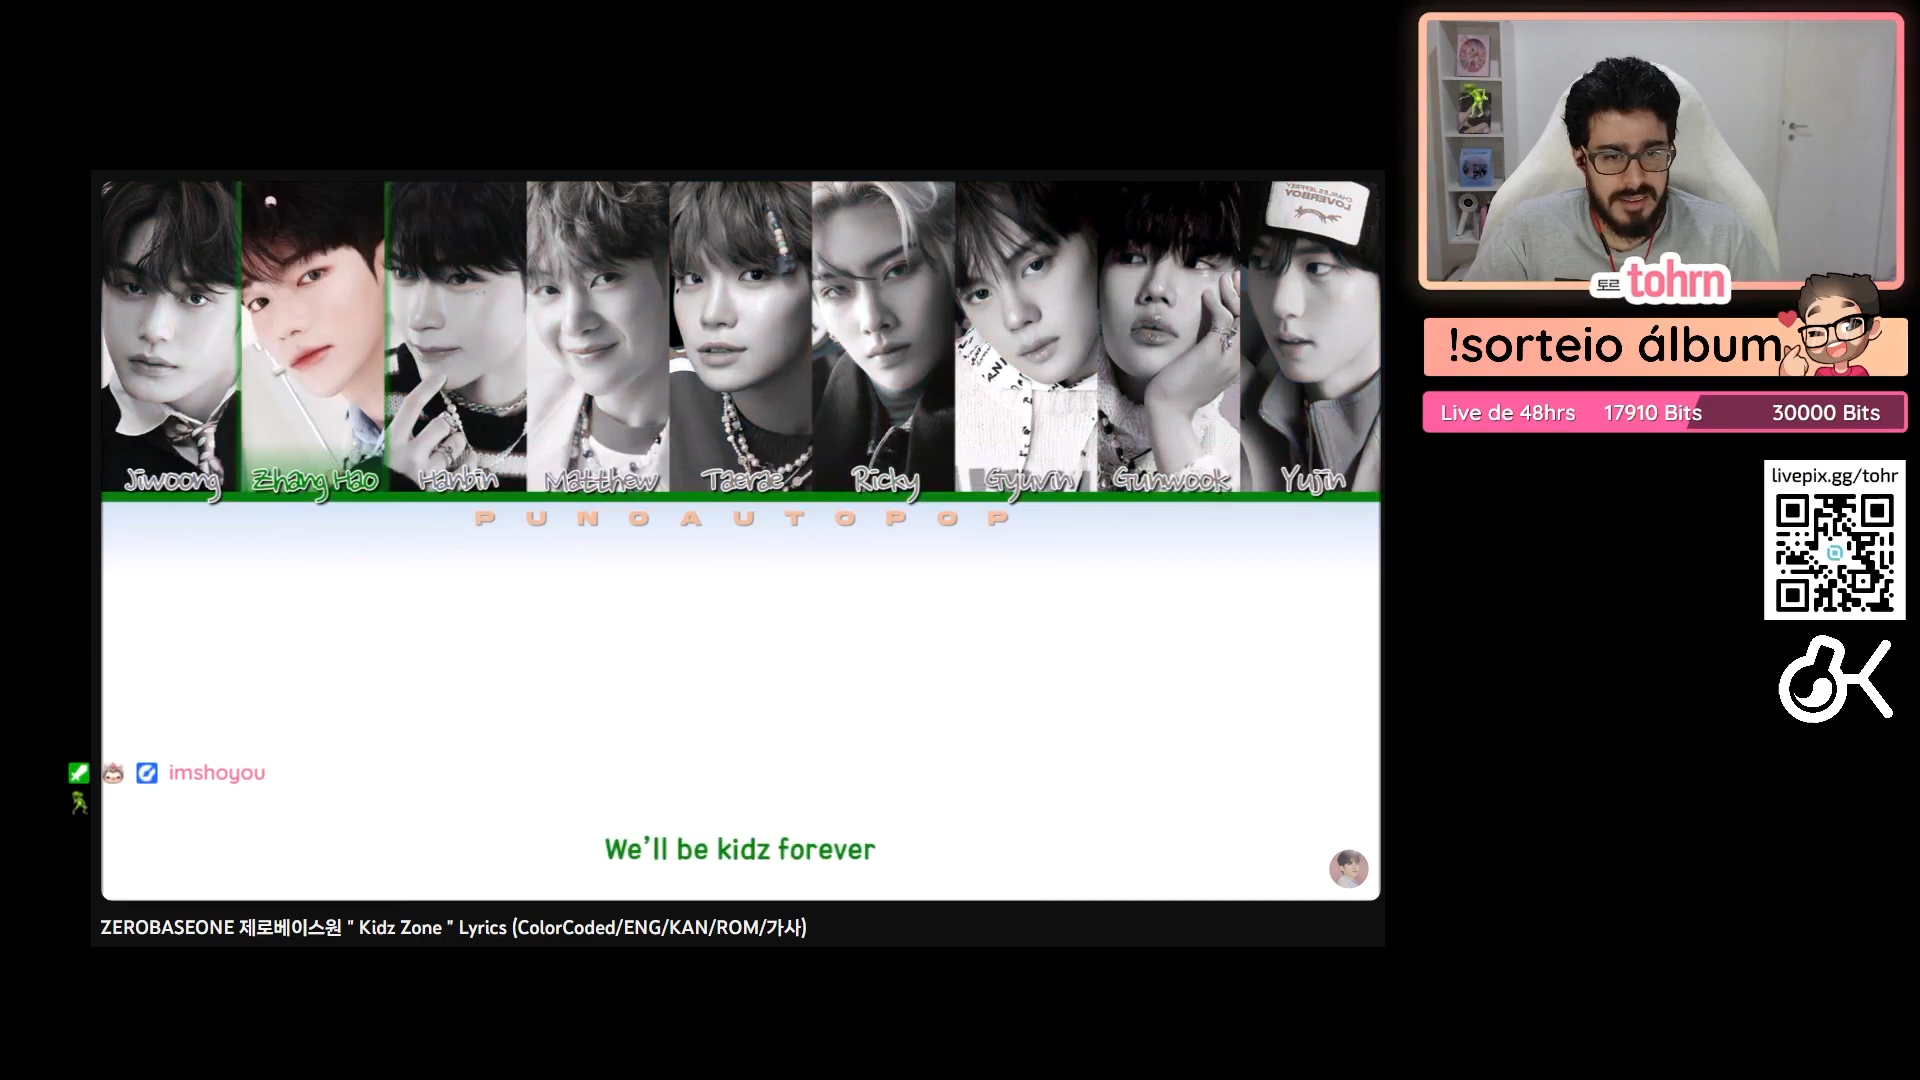 Jiwoong
Zhang Hao
Hanbin
Matthew
Taerae
Ricky
Gyuvin
Gunwook
Yujin
PUNOAUTOPOP
imshoyou
We'll be kidz forever
ZEROBASEONE 제로베이스원 " Kidz Zone " Lyrics (ColorCoded/ENG/KAN/ROM/가사)
LOVERBOY
토르 tohrn
!sorteio álbum
Live de 48hrs 17910 Bits 30000 Bits
livepix.gg/tohr